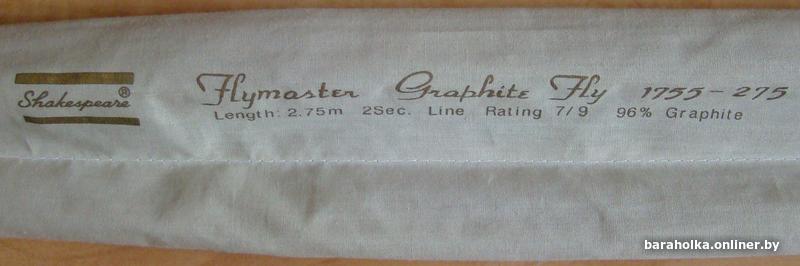 Shakespeare®
Flymaster Graphite Fly 1755-275
Length: 2.75m 2Sec. Line Rating 7/9 96% Graphite
baraholka.onliner.by